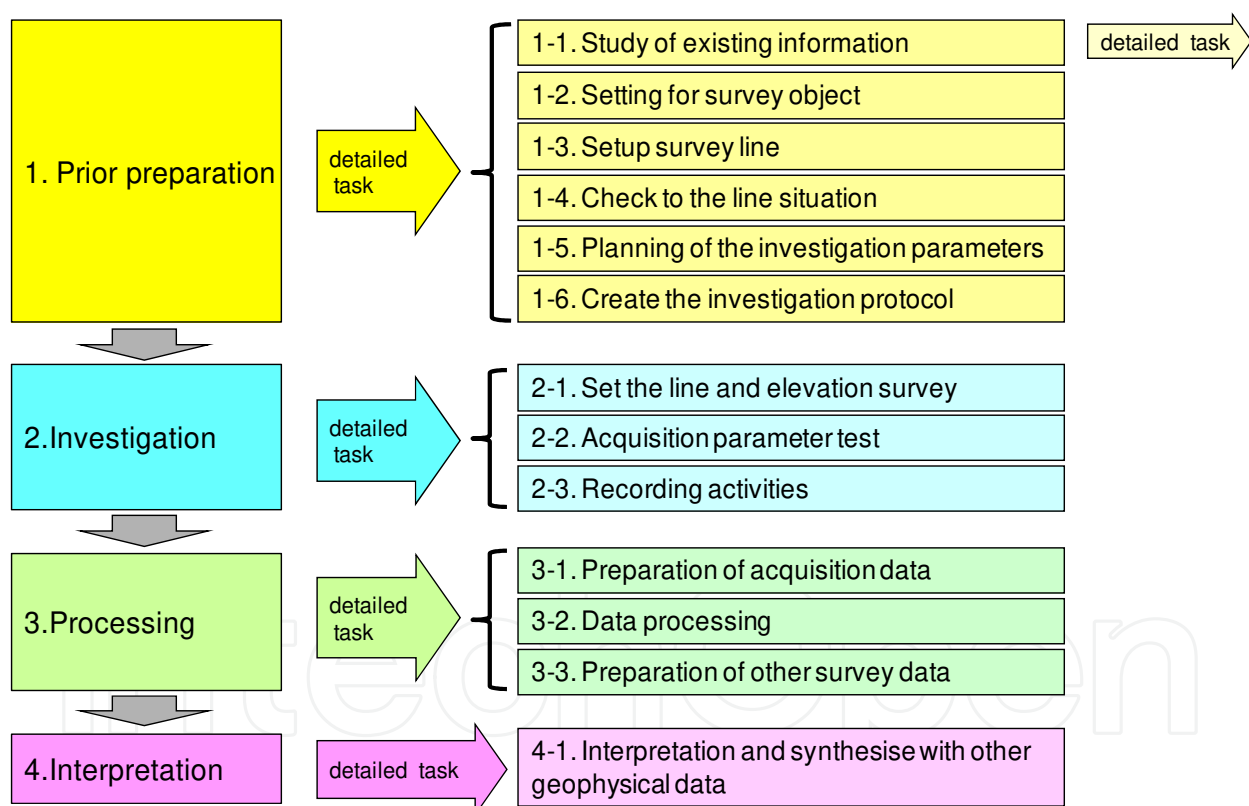 1. Prior preparation
detailed
task
1-1. Study of existing information
detailed task
1-2. Setting for survey object
1-3. Setup survey line
1-4. Check to the line situation
1-5. Planning of the investigation parameters
1-6. Create the investigation protocol
2.Investigation
detailed
task
2-1. Set the line and elevation survey
2-2. Acquisition parameter test
2-3. Recording activities
3.Processing
detailed
task
3-1. Preparation of acquisition data
3-2. Data processing
3-3. Preparation of other survey data
4.Interpretation
detailed task
4-1. Interpretation and synthesise with other
geophysical data
IntechOpen